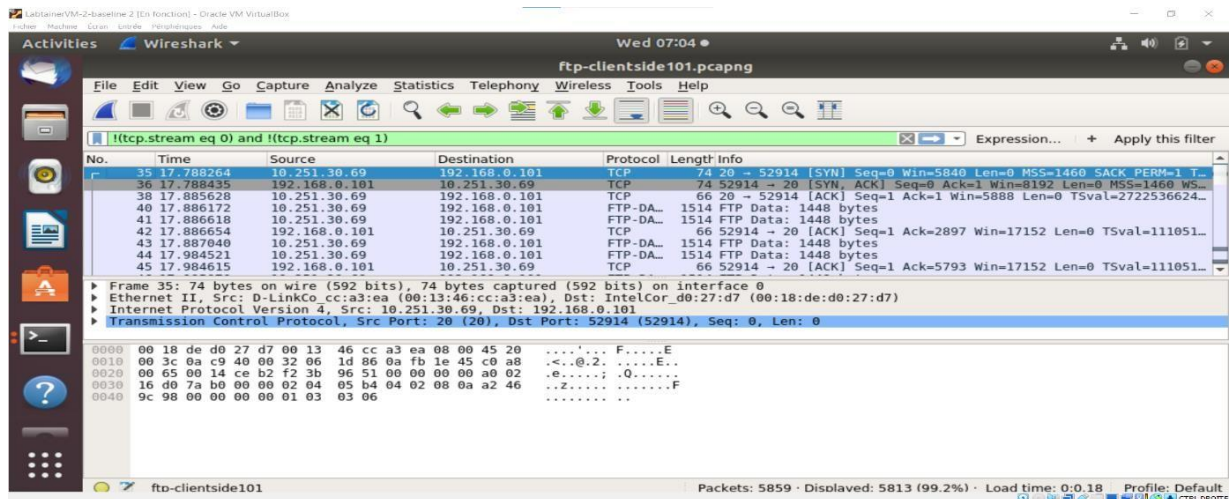 LabtainerVM-2-baseline 2 [En fonction] - Oracle VM VirtualBox
Fichier Machine Écran Entrée Périphériques Aide
Activities Wireshark Wed 07:04
ftp-clientside101.pcapng
File Edit View Go Capture Analyze Statistics Telephony Wireless Tools Help
!(tcp.stream eq 0) and !(tcp.stream eq 1) Expression... + Apply this filter
No. Time Source Destination Protocol Length Info
35 17.788264 10.251.30.69 192.168.0.101 TCP 74 20 → 52914 [SYN] Seq=0 Win=5840 Len=0 MSS=1460 SACK_PERM=1 T…
36 17.788435 192.168.0.101 10.251.30.69 TCP 74 52914 → 20 [SYN, ACK] Seq=0 Ack=1 Win=8192 Len=0 MSS=1460 WS…
38 17.885628 10.251.30.69 192.168.0.101 TCP 66 20 → 52914 [ACK] Seq=1 Ack=1 Win=5888 Len=0 TSval=2722536624…
40 17.886172 10.251.30.69 192.168.0.101 FTP-DA… 1514 FTP Data: 1448 bytes
41 17.886618 10.251.30.69 192.168.0.101 FTP-DA… 1514 FTP Data: 1448 bytes
42 17.886654 192.168.0.101 10.251.30.69 TCP 66 52914 → 20 [ACK] Seq=1 Ack=2897 Win=17152 Len=0 TSval=111051…
43 17.887040 10.251.30.69 192.168.0.101 FTP-DA… 1514 FTP Data: 1448 bytes
44 17.984521 10.251.30.69 192.168.0.101 FTP-DA… 1514 FTP Data: 1448 bytes
45 17.984615 192.168.0.101 10.251.30.69 TCP 66 52914 → 20 [ACK] Seq=1 Ack=5793 Win=17152 Len=0 TSval=111051…
Frame 35: 74 bytes on wire (592 bits), 74 bytes captured (592 bits) on interface 0
Ethernet II, Src: D-LinkCo_cc:a3:ea (00:13:46:cc:a3:ea), Dst: IntelCor_d0:27:d7 (00:18:de:d0:27:d7)
Internet Protocol Version 4, Src: 10.251.30.69, Dst: 192.168.0.101
Transmission Control Protocol, Src Port: 20 (20), Dst Port: 52914 (52914), Seq: 0, Len: 0
0000 00 18 de d0 27 d7 00 13 46 cc a3 ea 08 00 45 20 ....'... F.....E
0010 00 3c 0a c9 40 00 32 06 1d 86 0a fb 1e 45 c0 a8 .<..@.2. .....E..
0020 00 65 00 14 ce b2 f2 3b 96 51 00 00 00 00 a0 02 .e.....; .Q......
0030 16 d0 7a b0 00 00 02 04 05 b4 04 02 08 0a a2 46 ..z..... .......F
0040 9c 98 00 00 00 00 01 03 03 06 ........ ..
ftp-clientside101 Packets: 5859 · Displayed: 5813 (99.2%) · Load time: 0:0.18 Profile: Default
CTRL DROITE